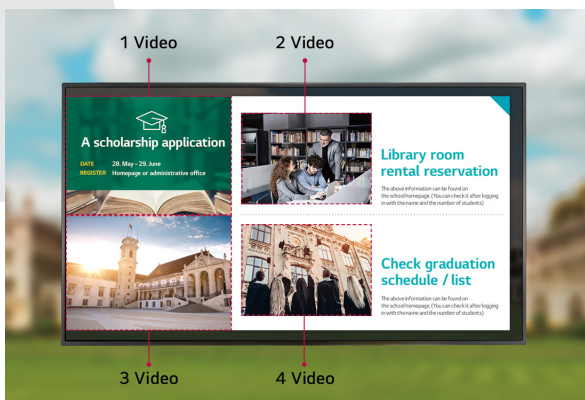 1 Video
2 Video
A scholarship application
DATE 28. May – 29. June
REGISTER Homepage or administrative office
Library room
rental reservation
The above information can be found on
the school homepage. (You can check it after logging
in with the name and the number of students)
Check graduation
schedule / list
The above information can be found on
the school homepage. (You can check it after logging
in with the name and the number of students)
3 Video
4 Video